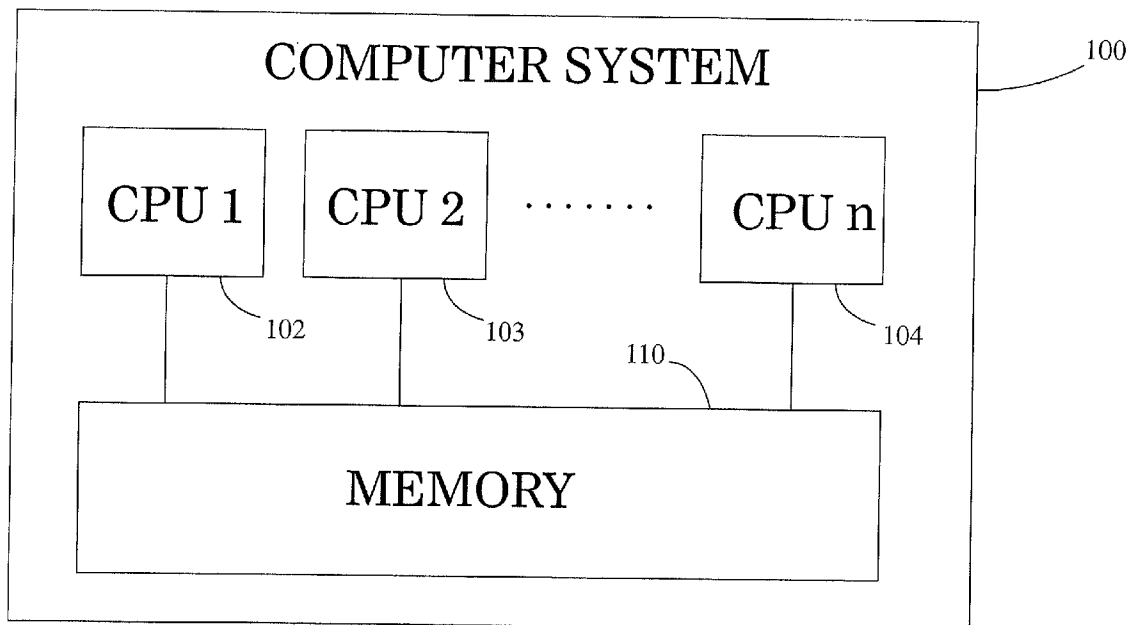 COMPUTER SYSTEM
100
CPU 1
CPU 2
.......
CPU n
102
103
104
110
MEMORY